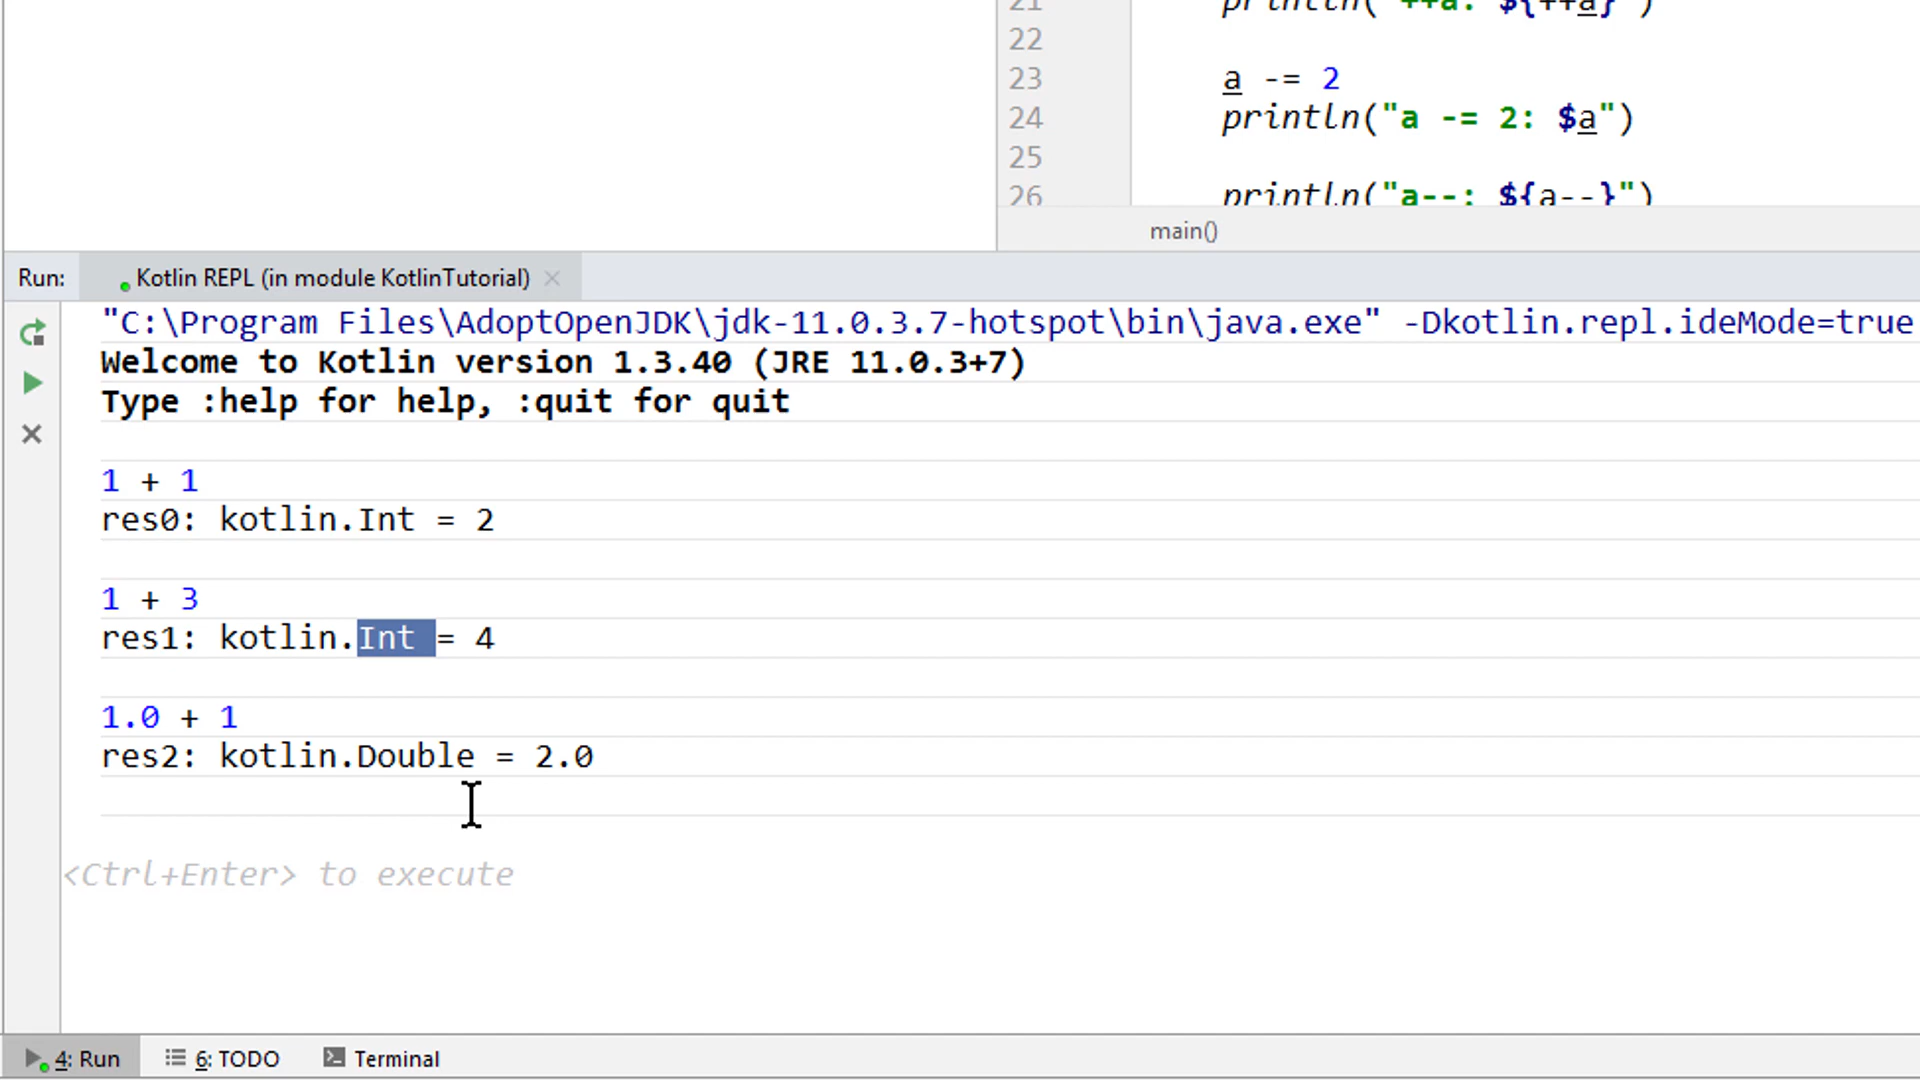 21 println("++a: ${++a}")
22
23 a -= 2
24 println("a -= 2: $a")
25
26 println("a--: ${a--}")
main()
Run: Kotlin REPL (in module KotlinTutorial)
"C:\Program Files\AdoptOpenJDK\jdk-11.0.3.7-hotspot\bin\java.exe" -Dkotlin.repl.ideMode=true
Welcome to Kotlin version 1.3.40 (JRE 11.0.3+7)
Type :help for help, :quit for quit
1 + 1
res0: kotlin.Int = 2
1 + 3
res1: kotlin.Int = 4
1.0 + 1
res2: kotlin.Double = 2.0
<Ctrl+Enter> to execute
4: Run 6: TODO Terminal